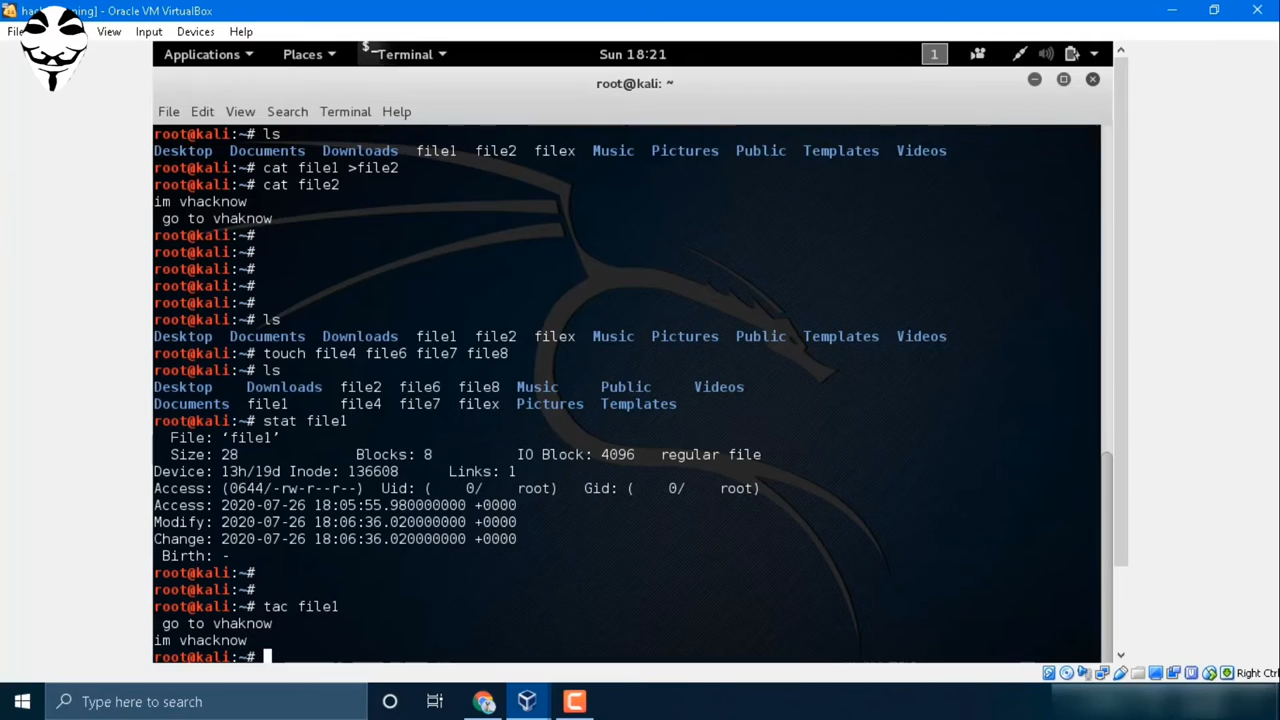 hac ning] - Oracle VM VirtualBox
File View Input Devices Help
Applications Places Terminal Sun 18:21 1
root@kali: ~
File Edit View Search Terminal Help
root@kali:~# ls
Desktop Documents Downloads file1 file2 filex Music Pictures Public Templates Videos
root@kali:~# cat file1 >file2
root@kali:~# cat file2
im vhacknow
go to vhaknow
root@kali:~#
root@kali:~#
root@kali:~#
root@kali:~#
root@kali:~#
root@kali:~# ls
Desktop Documents Downloads file1 file2 filex Music Pictures Public Templates Videos
root@kali:~# touch file4 file6 file7 file8
root@kali:~# ls
Desktop Downloads file2 file6 file8 Music Public Videos
Documents file1 file4 file7 filex Pictures Templates
root@kali:~# stat file1
File: ‘file1’
Size: 28 Blocks: 8 IO Block: 4096 regular file
Device: 13h/19d Inode: 136608 Links: 1
Access: (0644/-rw-r--r--) Uid: ( 0/ root) Gid: ( 0/ root)
Access: 2020-07-26 18:05:55.980000000 +0000
Modify: 2020-07-26 18:06:36.020000000 +0000
Change: 2020-07-26 18:06:36.020000000 +0000
Birth: -
root@kali:~#
root@kali:~#
root@kali:~# tac file1
go to vhaknow
im vhacknow
root@kali:~#
Right Ctrl
Type here to search